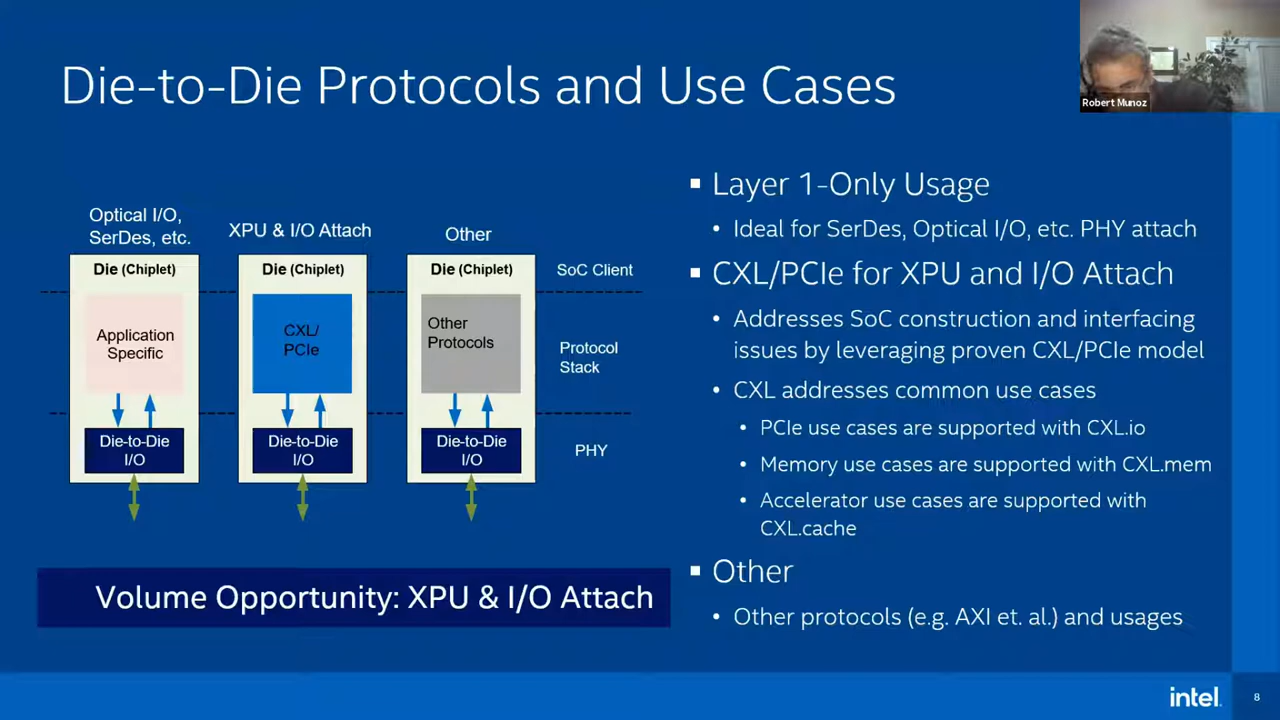 Die-to-Die Protocols and Use Cases
Robert Munoz
Optical I/O,
SerDes, etc.
XPU & I/O Attach
Other
Die (Chiplet)
Die (Chiplet)
Die (Chiplet)
SoC Client
Application
Specific
CXL/
PCIe
Other
Protocols
Protocol
Stack
Die-to-Die
I/O
Die-to-Die
I/O
Die-to-Die
I/O
PHY
Volume Opportunity: XPU & I/O Attach
▪ Layer 1-Only Usage
• Ideal for SerDes, Optical I/O, etc. PHY attach
▪ CXL/PCIe for XPU and I/O Attach
• Addresses SoC construction and interfacing
issues by leveraging proven CXL/PCIe model
• CXL addresses common use cases
• PCIe use cases are supported with CXL.io
• Memory use cases are supported with CXL.mem
• Accelerator use cases are supported with
CXL.cache
▪ Other
• Other protocols (e.g. AXI et. al.) and usages
intel.
8